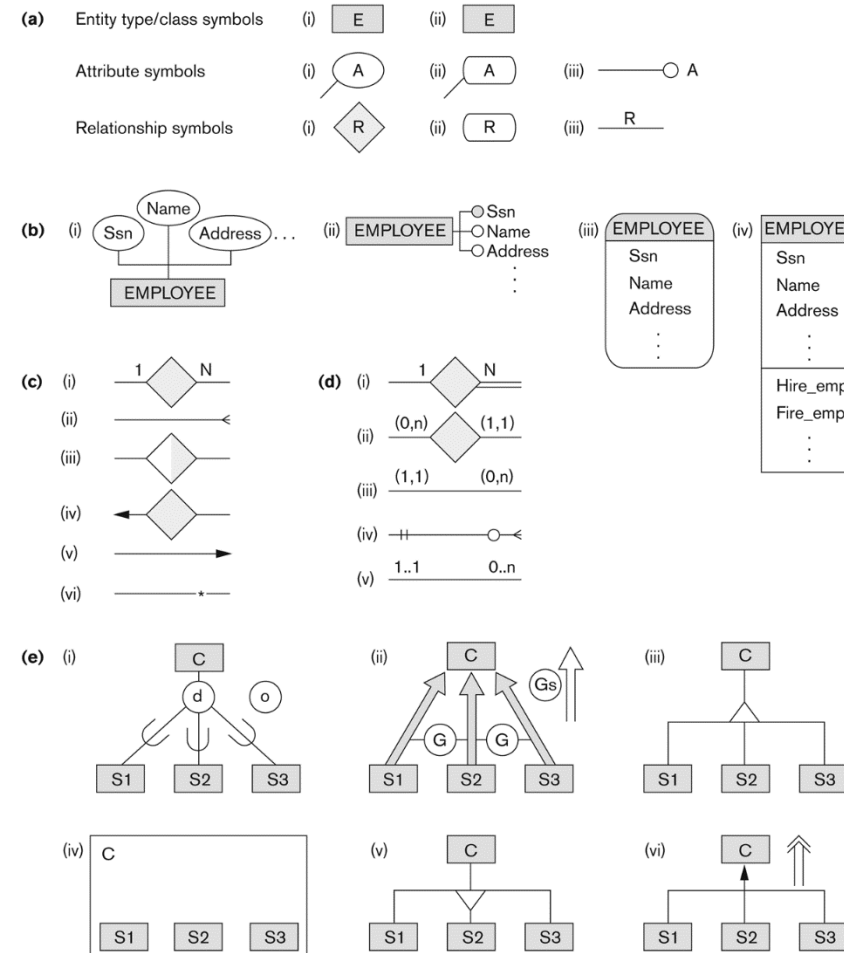 (a) Entity type/class symbols (i) E (ii) E
Attribute symbols (i) A (ii) A (iii) A
Relationship symbols (i) R (ii) R (iii) R
(b) (i) Ssn Name Address . . . (ii) EMPLOYEE Ssn (iii) EMPLOYEE (iv) EMPLOYE
Name Ssn Ssn
Address Name Name
EMPLOYEE Address Address
Hire_emp
Fire_emp
(c) (i) 1 N (d) (i) 1 N
(ii) (ii) (0,n) (1,1)
(iii) (iii) (1,1) (0,n)
(iv) (iv)
(v) (v) 1..1 0..n
(vi) *
(e) (i) C (ii) C (iii) C
d o Gs
G G
S1 S2 S3 S1 S2 S3 S1 S2 S3
(iv) C (v) C (vi) C
S1 S2 S3 S1 S2 S3 S1 S2 S3